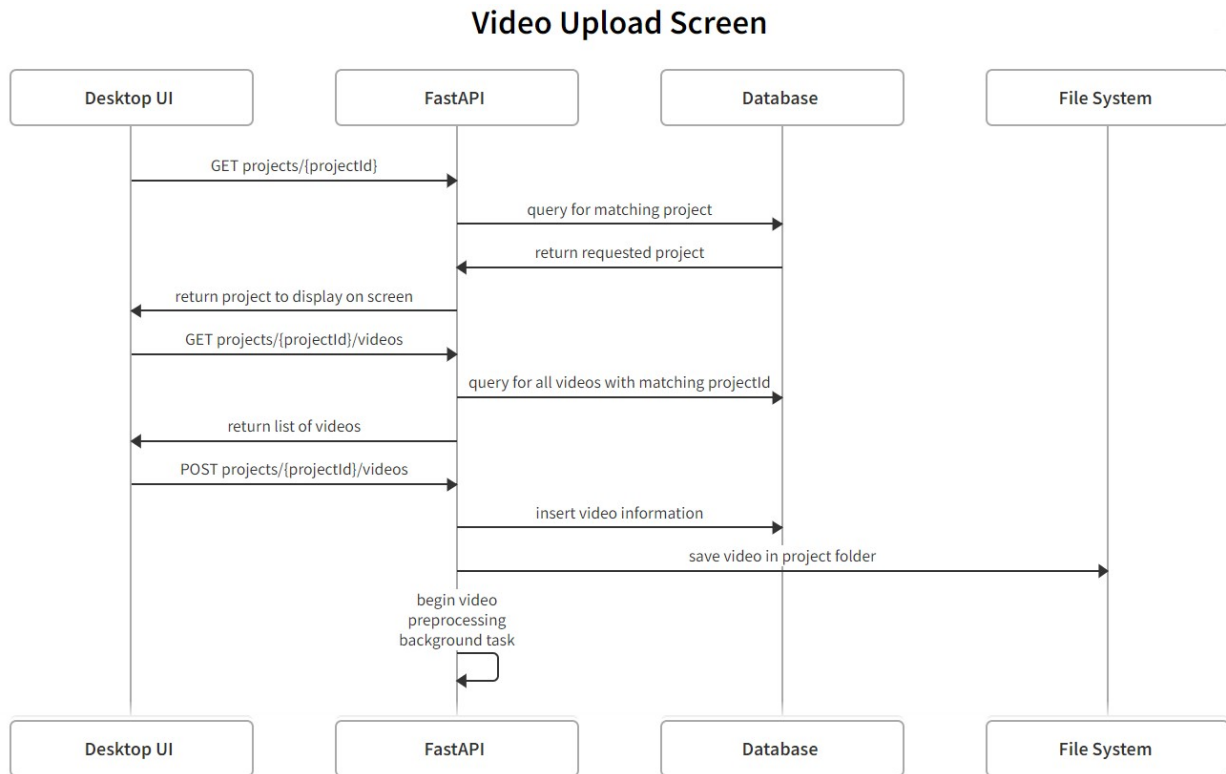 Video Upload Screen
Desktop UI
FastAPI
Database
File System
GET projects/{projectId}
query for matching project
return requested project
return project to display on screen
GET projects/{projectId}/videos
query for all videos with matching projectId
return list of videos
POST projects/{projectId}/videos
insert video information
save video in project folder
begin video
preprocessing
background task
Desktop UI
FastAPI
Database
File System